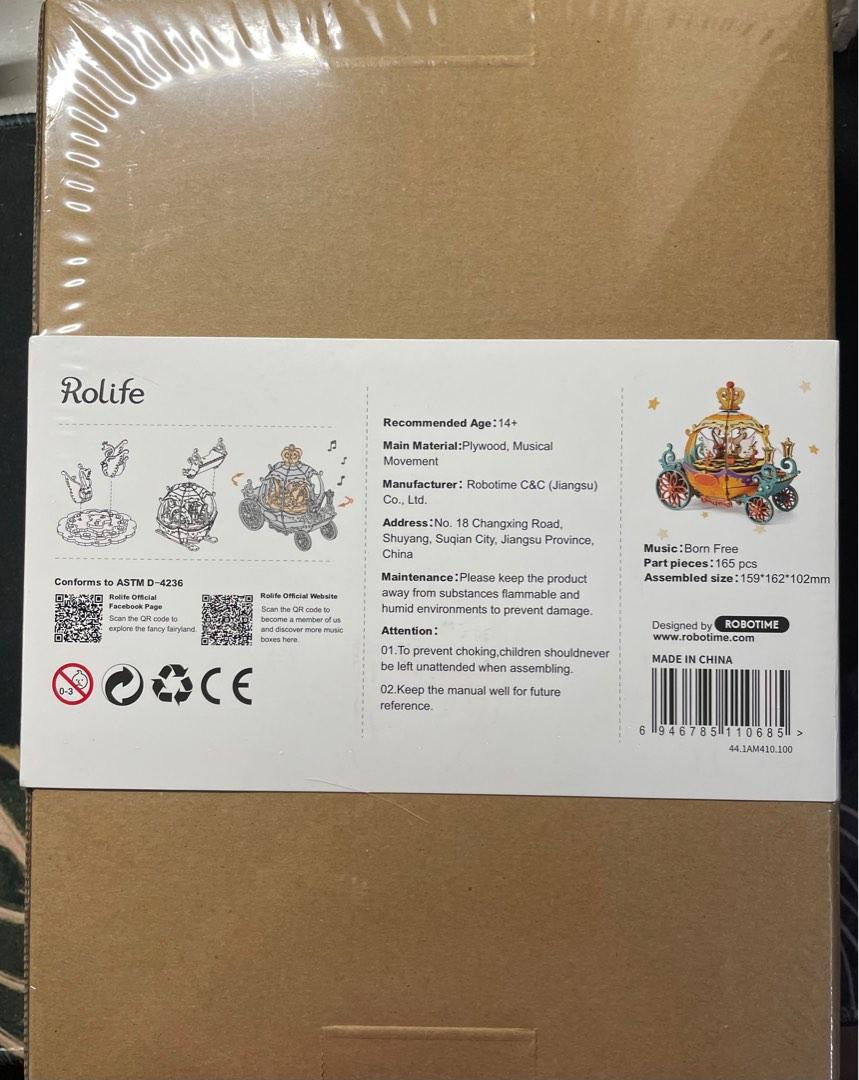 Rolife
Conforms to ASTM D-4236
Rolife Official
Facebook Page
Scan the QR code to
explore the fancy fairyland.
Rolife Official Website
Scan the QR code to
become a member of us
and discover more music
boxes here.
0-3
CE
Recommended Age:14+
Main Material:Plywood, Musical
Movement
Manufacturer: Robotime C&C (Jiangsu)
Co., Ltd.
Address:No. 18 Changxing Road,
Shuyang, Suqian City, Jiangsu Province,
China
Maintenance:Please keep the product
away from substances flammable and
humid environments to prevent damage.
Attention:
01.To prevent choking,children shouldnever
be left unattended when assembling.
02.Keep the manual well for future
reference.
Music:Born Free
Part pieces:165 pcs
Assembled size:159*162*102mm
Designed by ROBOTIME
www.robotime.com
MADE IN CHINA
6 946785 110685 >
44.1AM410.100